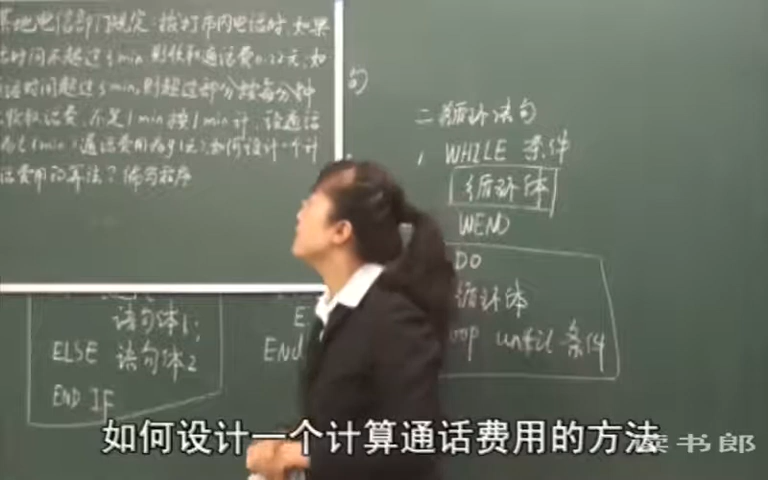 某地电信部门规定:拨打市内电话时,如果
话时间不超过3min,则收取通话费0.22元,如
通话时间超过3min,则超过部分按每分钟
收取话费,不足1min按1min计,设通话
为t(min),通话费用为y(元),如何设计一个计
话费用的算法?编写程序
句
二、循环语句
1, WHILE 条件
循环体
WEND
DO
循环体
oop until 条件
语句体1;
ELSE 语句体2
END IF
E
END
如何设计一个计算通话费用的方法
读书郎